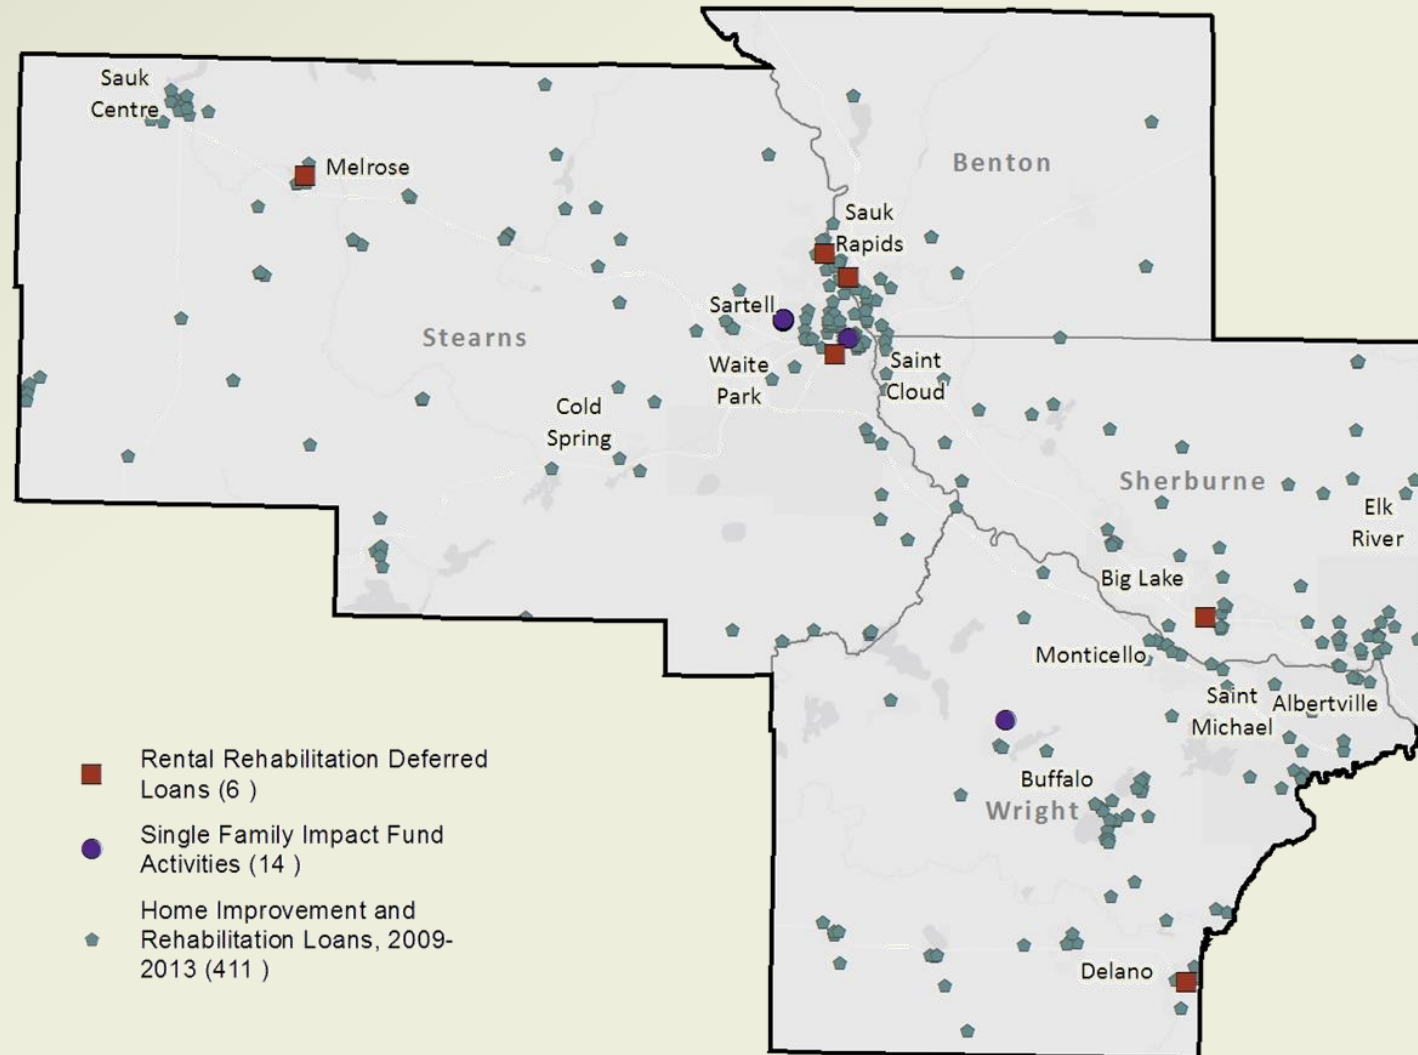 Sauk
Centre
Melrose
Benton
Sauk
Rapids
Sartell
Stearns
Waite
Park
Saint
Cloud
Cold
Spring
Sherburne
Elk
River
Big Lake
Monticello
Saint
Michael
Albertville
Buffalo
Wright
Delano
Rental Rehabilitation Deferred
Loans (6 )
Single Family Impact Fund
Activities (14 )
Home Improvement and
Rehabilitation Loans, 2009-
2013 (411 )